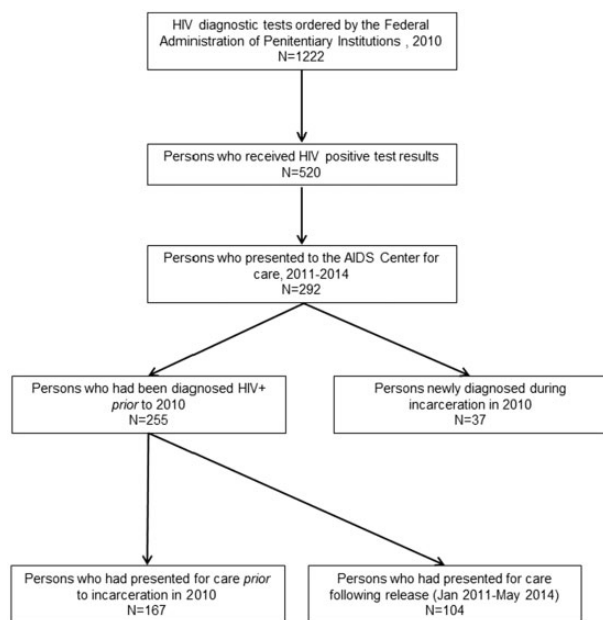 HIV diagnostic tests ordered by the Federal
Administration of Penitentiary Institutions , 2010
N=1222
Persons who received HIV positive test results
N=520
Persons who presented to the AIDS Center for
care, 2011-2014
N=292
Persons who had been diagnosed HIV+
prior to 2010
N=255
Persons newly diagnosed during
incarceration in 2010
N=37
Persons who had presented for care prior
to incarceration in 2010
N=167
Persons who had presented for care
following release (Jan 2011-May 2014)
N=104